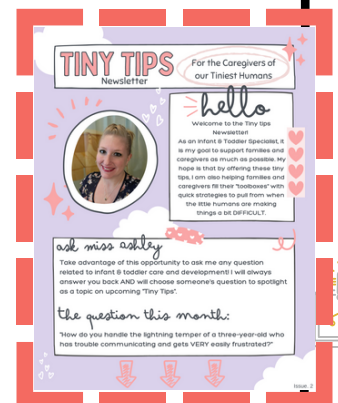 TINY TIPS
Newsletter
For the Caregivers of
our Tiniest Humans
hello
Welcome to the Tiny tips
Newsletter!
As an Infant & Toddler Specialist, it
is my goal to support families and
caregivers as much as possible. My
hope is that by offering these tiny
tips, I am also helping families and
caregivers fill their "toolboxes" with
quick strategies to pull from when
the little humans are making
things a bit DIFFICULT.
ask miss ashley
Take advantage of this opportunity to ask me any question
related to infant & toddler care and development! I will always
answer you back AND will choose someone's question to spotlight
as a topic on upcoming "Tiny Tips".
the question this month:
"How do you handle the lightning temper of a three-year-old who
has trouble communicating and gets VERY easily frustrated?"
Issue. 2